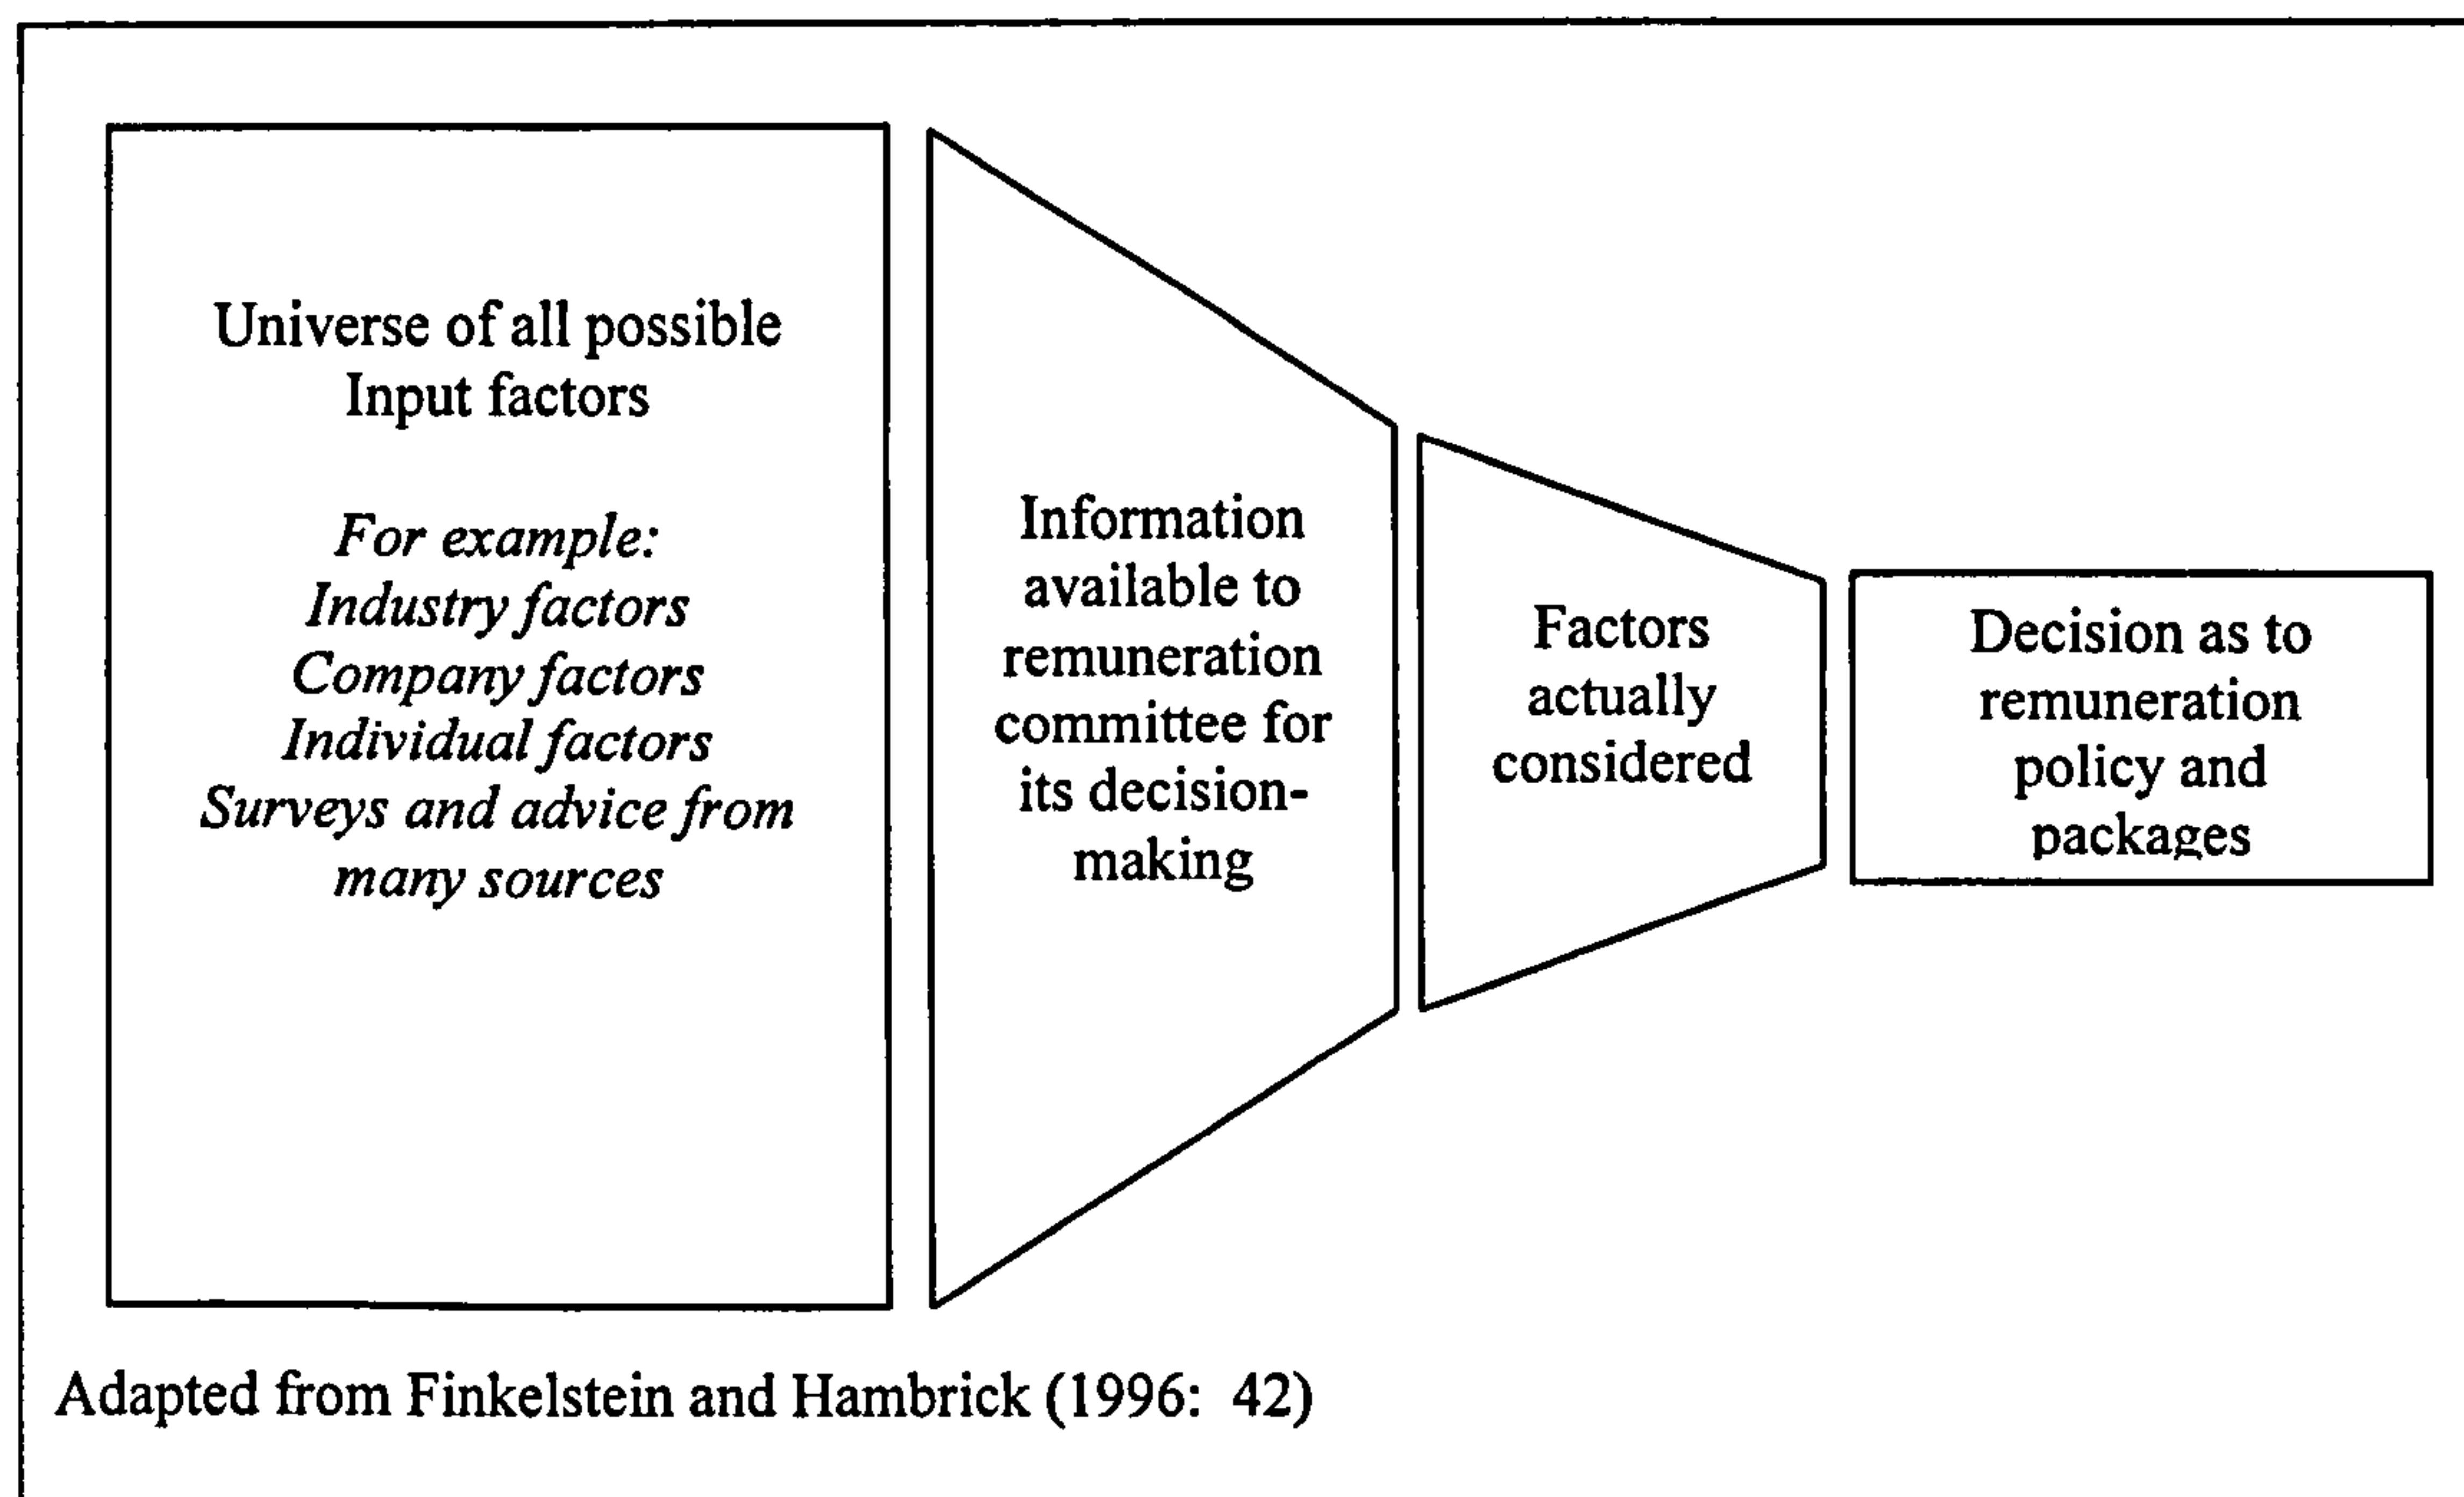 Universe of all possible
Input factors
For example:
Industry factors
Company factors
Individual factors
Surveys and advice from
many sources
Information
available to
remuneration
committee for
its decision-
making
Factors
actually
considered
Decision as to
remuneration
policy and
packages
Adapted from Finkelstein and Hambrick (1996: 42)